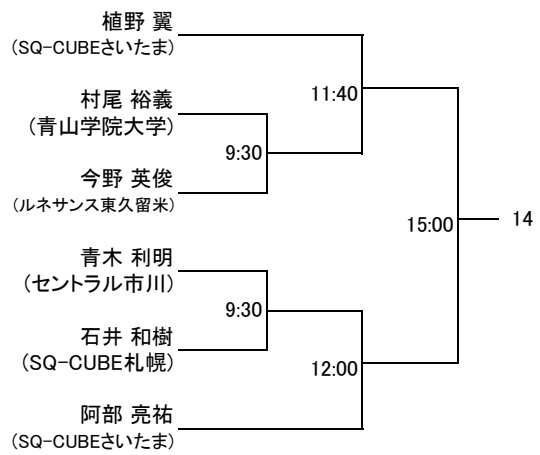 植野 翼
(SQ-CUBEさいたま)
11:40
村尾 裕義
(青山学院大学)
9:30
今野 英俊
(ルネサンス東久留米)
15:00
14
青木 利明
(セントラル市川)
9:30
石井 和樹
(SQ-CUBE札幌)
12:00
阿部 亮祐
(SQ-CUBEさいたま)